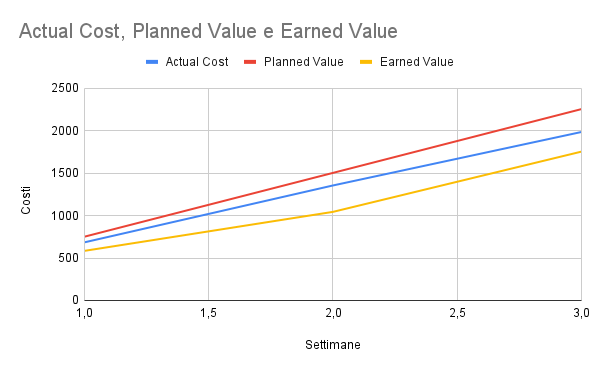 Actual Cost, Planned Value e Earned Value
Actual Cost Planned Value Earned Value
2500
2000
1500
1000
500
0
Costi
1,0 1,5 2,0 2,5 3,0
Settimane